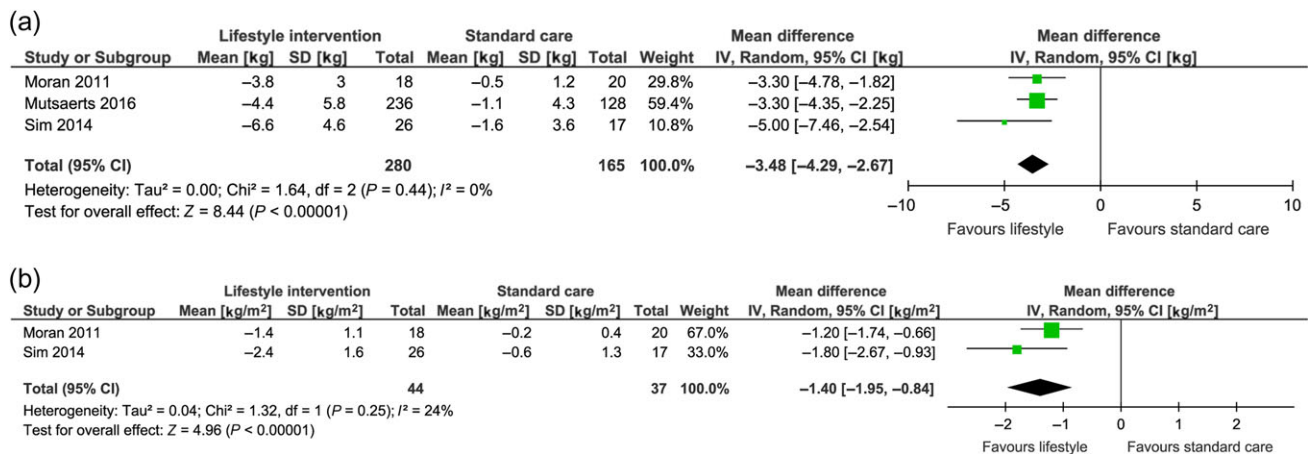 (a)
Lifestyle intervention Standard care Mean difference Mean difference
Study or Subgroup Mean [kg] SD [kg] Total Mean [kg] SD [kg] Total Weight IV, Random, 95% CI [kg] IV, Random, 95% CI [kg]
Moran 2011 −3.8 3 18 −0.5 1.2 20 29.8% −3.30 [−4.78, −1.82]
Mutsaerts 2016 −4.4 5.8 236 −1.1 4.3 128 59.4% −3.30 [−4.35, −2.25]
Sim 2014 −6.6 4.6 26 −1.6 3.6 17 10.8% −5.00 [−7.46, −2.54]
Total (95% CI) 280 165 100.0% −3.48 [−4.29, −2.67]
Heterogeneity: Tau² = 0.00; Chi² = 1.64, df = 2 (P = 0.44); I² = 0%
Test for overall effect: Z = 8.44 (P < 0.00001)
−10 −5 0 5 10
Favours lifestyle Favours standard care
(b)
Lifestyle intervention Standard care Mean difference Mean difference
Study or Subgroup Mean [kg/m²] SD [kg/m²] Total Mean [kg/m²] SD [kg/m²] Total Weight IV, Random, 95% CI [kg/m²] IV, Random, 95% CI [kg/m²]
Moran 2011 −1.4 1.1 18 −0.2 0.4 20 67.0% −1.20 [−1.74, −0.66]
Sim 2014 −2.4 1.6 26 −0.6 1.3 17 33.0% −1.80 [−2.67, −0.93]
Total (95% CI) 44 37 100.0% −1.40 [−1.95, −0.84]
Heterogeneity: Tau² = 0.04; Chi² = 1.32, df = 1 (P = 0.25); I² = 24%
Test for overall effect: Z = 4.96 (P < 0.00001)
−2 −1 0 1 2
Favours lifestyle Favours standard care